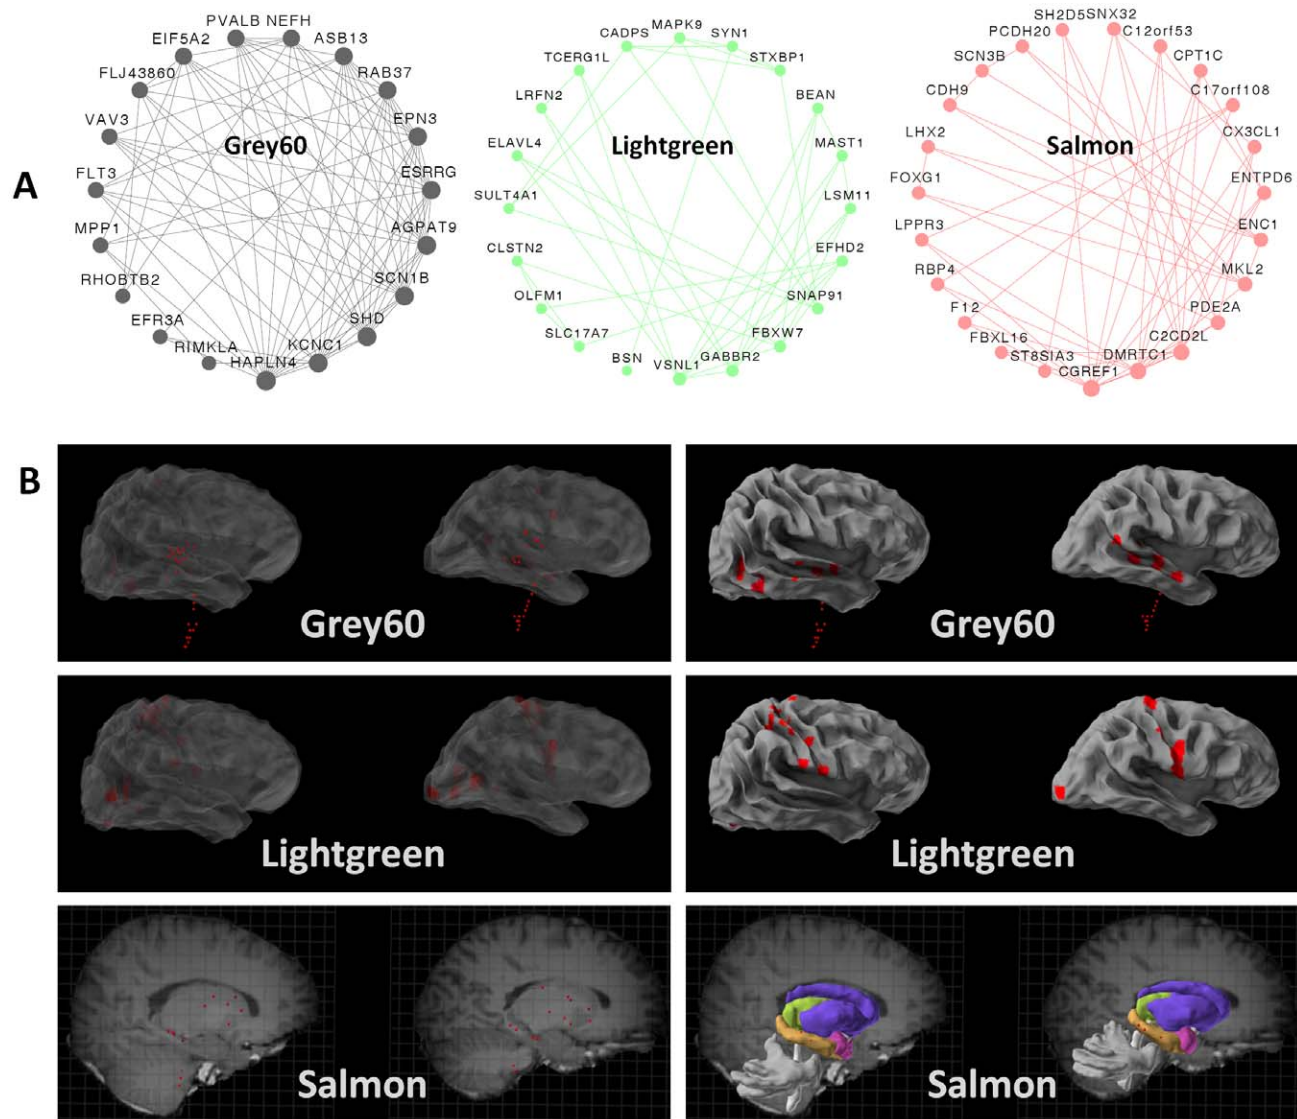 A
Grey60
PVALB
NEFH
ASB13
RAB37
EPN3
ESRRG
AGPAT9
SCN1B
SHD
KCNC1
HAPLN4
RIMKLA
EFR3A
RHOBTB2
MPP1
FLT3
VAV3
FLJ43860
EIF5A2
Lightgreen
MAPK9
SYN1
STXBP1
BEAN
MAST1
LSM11
EFHD2
SNAP91
FBXW7
GABBR2
VSNL1
BSN
SLC17A7
OLFM1
CLSTN2
SULT4A1
ELAVL4
LRFN2
TCERG1L
CADPS
Salmon
SH2D5
SNX32
C12orf53
CPT1C
C17orf108
CX3CL1
ENTPD6
ENC1
MKL2
PDE2A
C2CD2L
DMRTC1
CGREF1
ST8SIA3
FBXL16
F12
RBP4
LPPR3
FOXG1
LHX2
CDH9
SCN3B
PCDH20
B
Grey60
Grey60
Lightgreen
Lightgreen
Salmon
Salmon